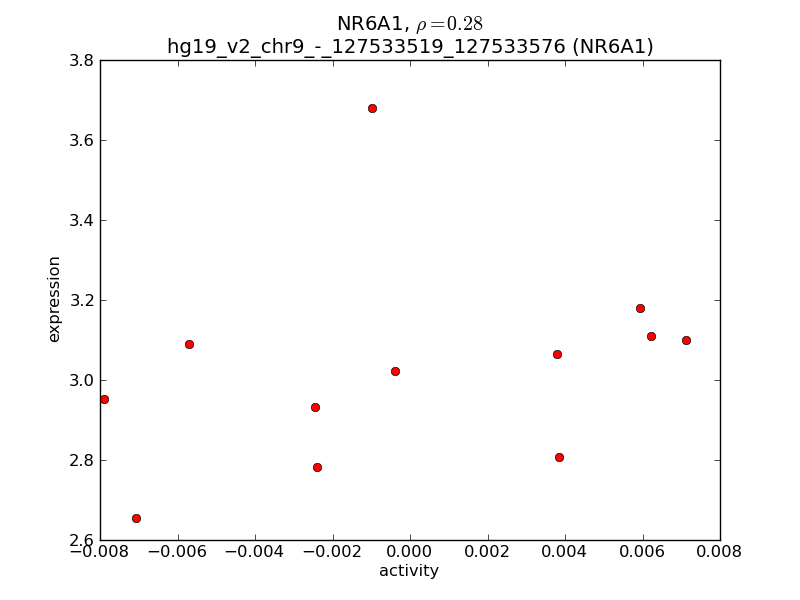 NR6A1, ρ=0.28
hg19_v2_chr9_-_127533519_127533576 (NR6A1)
3.8
3.6
3.4
3.2
3.0
2.8
2.6
expression
−0.008 −0.006 −0.004 −0.002 0.000 0.002 0.004 0.006 0.008
activity